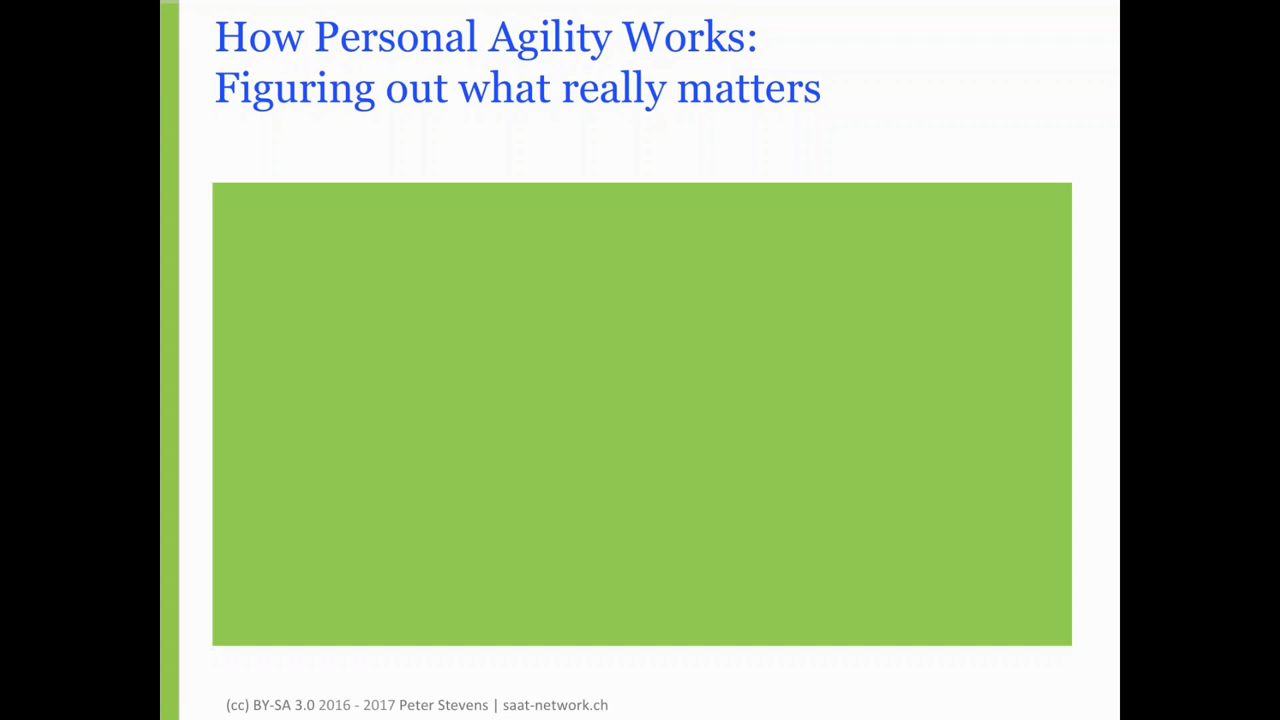 How Personal Agility Works:
Figuring out what really matters
(cc) BY-SA 3.0 2016 - 2017 Peter Stevens | saat-network.ch